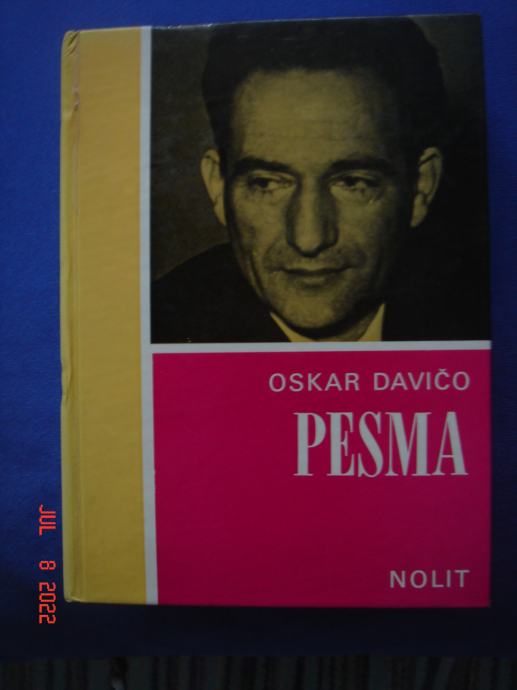 OSKAR DAVIČO
PESMA
NOLIT
JUL 8 2022